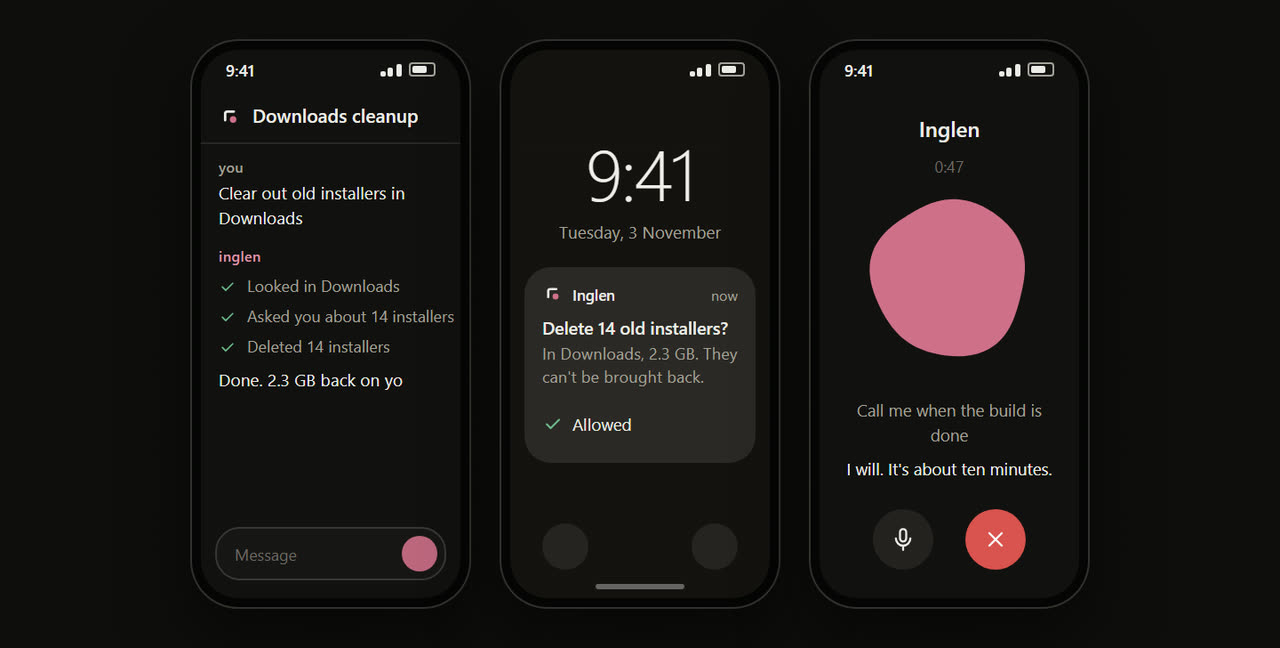 9:41
Downloads cleanup
you
Clear out old installers in
Downloads
inglen
Looked in Downloads
Asked you about 14 installers
Deleted 14 installers
Done. 2.3 GB back on yo
Message
9:41
Tuesday, 3 November
Inglen now
Delete 14 old installers?
In Downloads, 2.3 GB. They
can't be brought back.
Allowed
9:41
Inglen
0:47
Call me when the build is
done
I will. It's about ten minutes.